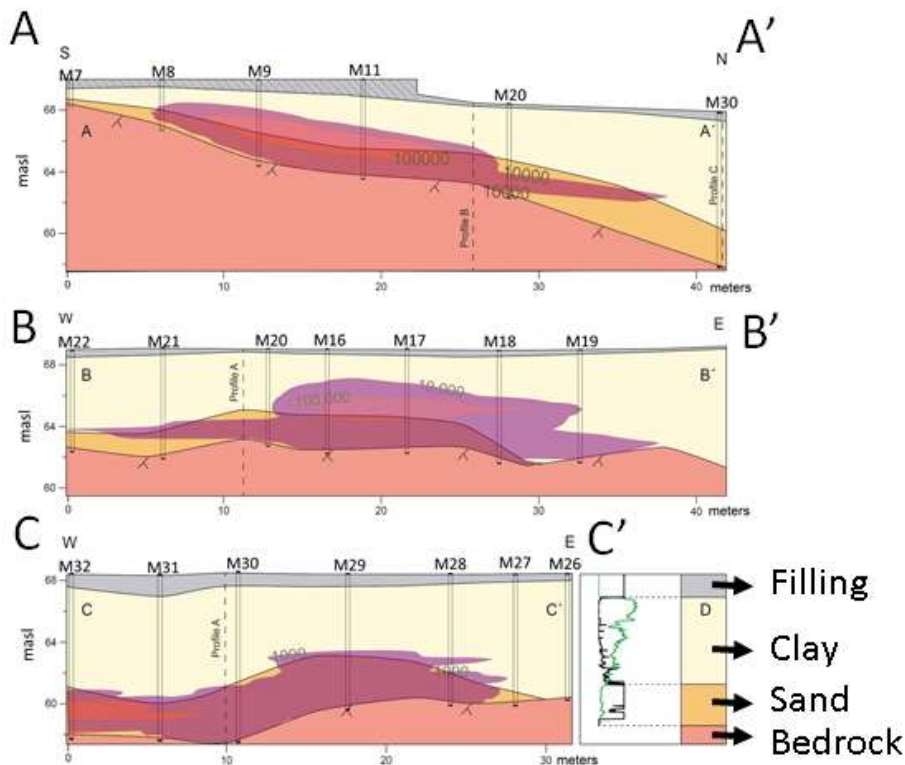 A A'
S N
M7 M8 M9 M11 M20 M30
68
A A´
100000
64
10000
10000
masl
60
Profile B
Profile C
0 10 20 30 40 meters
B B'
W E
M22 M21 M20 M16 M17 M18 M19
68
B Profile A B´
10,000
100,000
64
masl
60
0 10 20 30 40 meters
C C'
W E
M32 M31 M30 M29 M28 M27 M26
68
Filling
C C´ D
Profile A
64
Clay
1000
1000
masl
60
Sand
Bedrock
0 10 20 30 meters